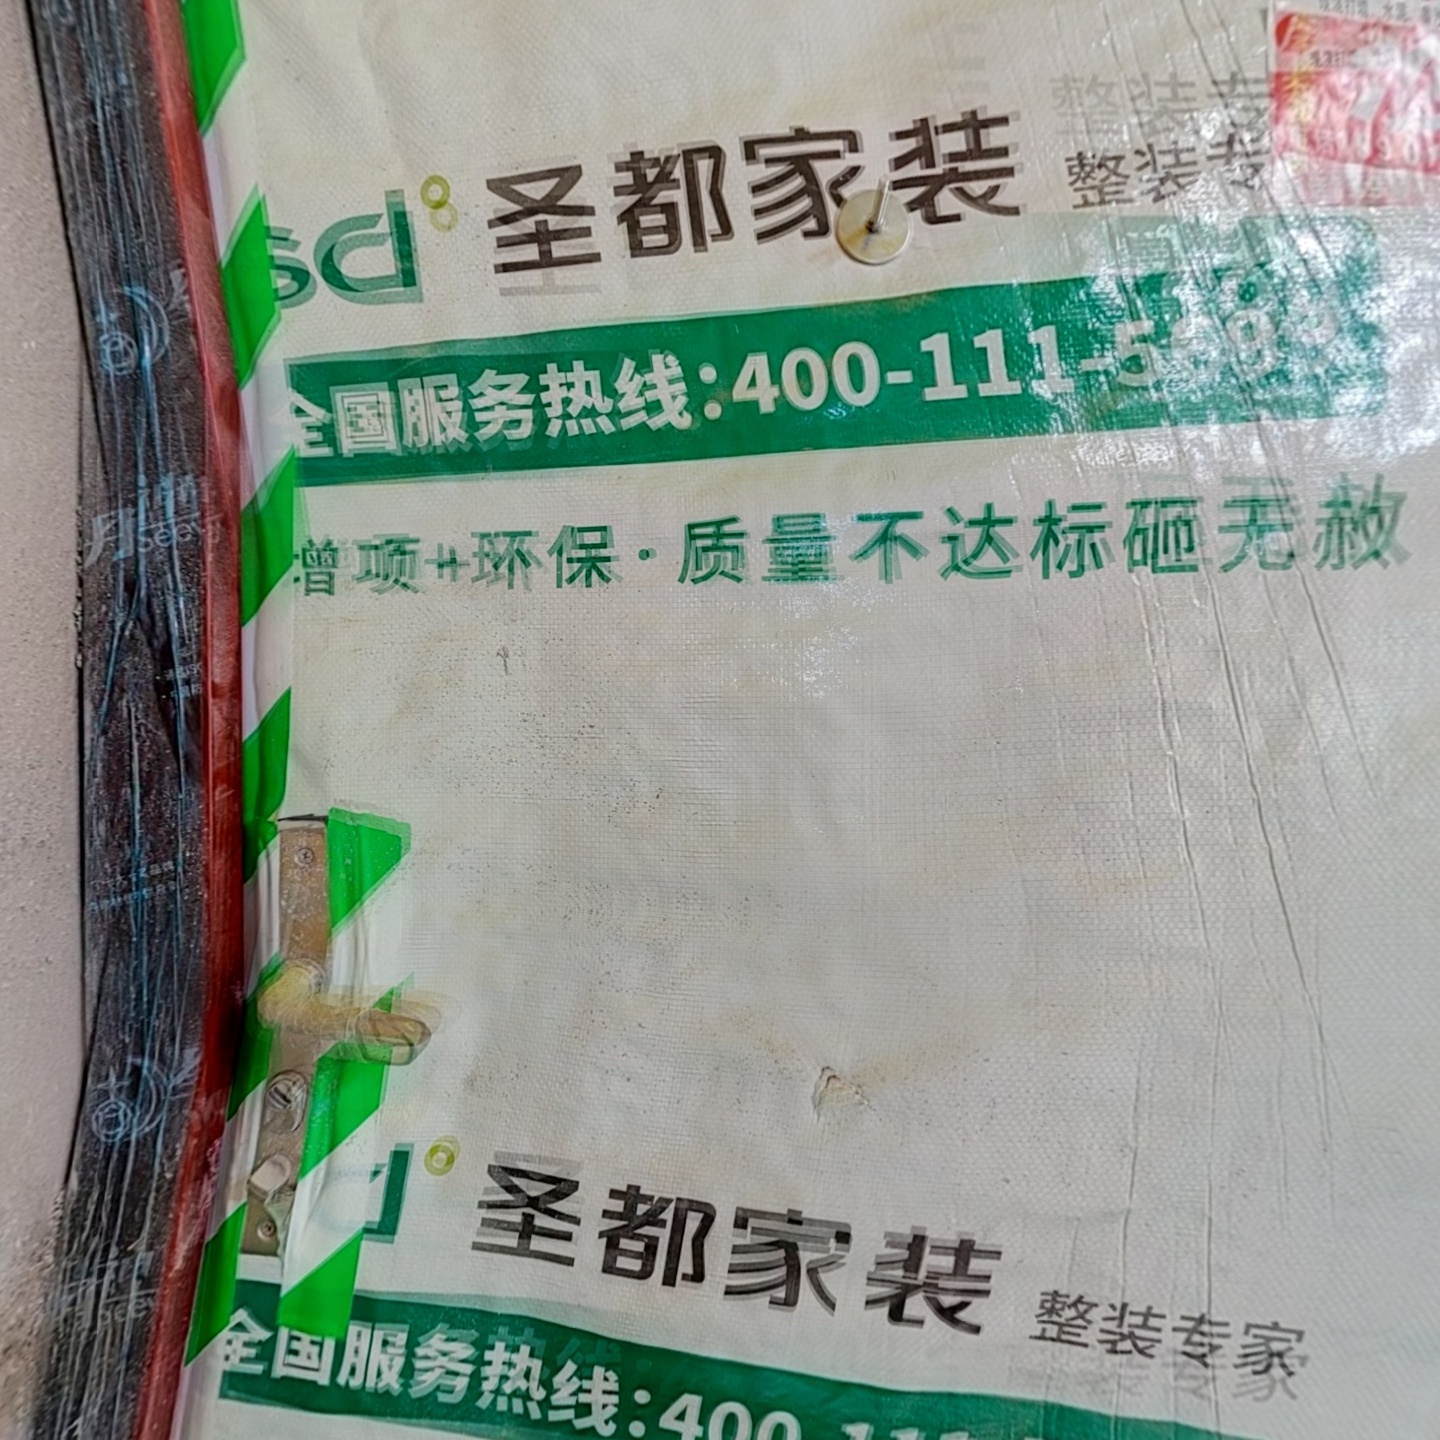 sd 圣都家装 整装专
全国服务热线:400-111-5
增项+环保·质量不达标砸无赦
d 圣都家装 整装专家
全国服务热线:400-111-